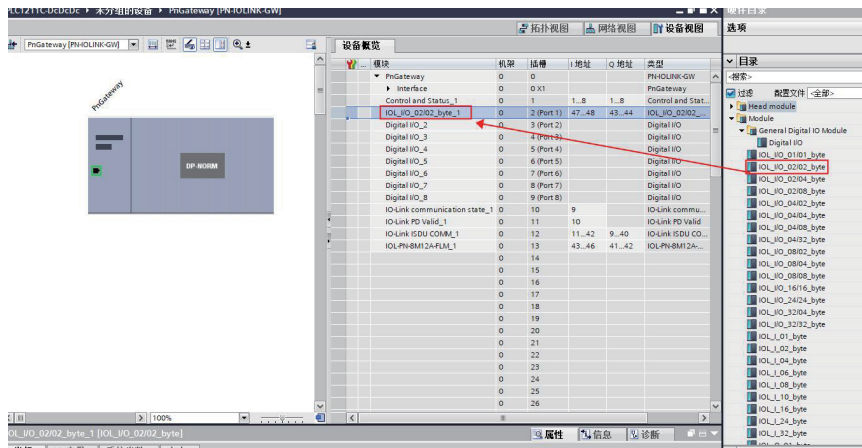 PLC1211C-DcDcDc ▸ 未分组的设备 ▸ PnGateway [PN-IOLINK-GW]
拓扑视图 网络视图 设备视图 选项
PnGateway [PN-IOLINK-GW]
设备概览
目录
模块 机架 插槽 I 地址 Q 地址 类型
<搜索>
过滤 配置文件 <全部>
PnGateway 0 0 PN-IOLINK-GW
Interface 0 0 X1 PnGateway
Control and Status_1 0 1 1...8 1...8 Control and Stat...
IOL_I/O_02/02_byte_1 0 2 (Port 1) 47...48 43...44 IOL_I/O_02/02_...
Digital I/O_2 0 3 (Port 2) Digital I/O
Digital I/O_3 0 4 (Port 3) Digital I/O
Digital I/O_4 0 5 (Port 4) Digital I/O
Digital I/O_5 0 6 (Port 5) Digital I/O
Digital I/O_6 0 7 (Port 6) Digital I/O
Digital I/O_7 0 8 (Port 7) Digital I/O
Digital I/O_8 0 9 (Port 8) Digital I/O
IO-Link communication state_1 0 10 9 IO-Link commu...
IO-Link PD Valid_1 0 11 10 IO-Link PD Valid
IO-Link ISDU COMM_1 0 12 11...42 9...40 IO-Link ISDU CO...
IOL-PN-8M12A-FLM_1 0 13 43...46 41...42 IOL-PN-8M12A-...
0 14
0 15
0 16
0 17
0 18
0 19
0 20
0 21
0 22
0 23
0 24
0 25
0 26
PnGateway
DP-NORM
Head module
Module
General Digital IO Module
Digital I/O
IOL_I/O_01/01_byte
IOL_I/O_02/02_byte
IOL_I/O_02/04_byte
IOL_I/O_02/08_byte
IOL_I/O_04/02_byte
IOL_I/O_04/04_byte
IOL_I/O_04/08_byte
IOL_I/O_04/32_byte
IOL_I/O_08/02_byte
IOL_I/O_08/04_byte
IOL_I/O_08/08_byte
IOL_I/O_16/16_byte
IOL_I/O_24/24_byte
IOL_I/O_32/04_byte
IOL_I/O_32/32_byte
IOL_I_01_byte
IOL_I_02_byte
IOL_I_04_byte
IOL_I_06_byte
IOL_I_08_byte
IOL_I_10_byte
IOL_I_16_byte
IOL_I_24_byte
IOL_I_32_byte
100%
IOL_I/O_02/02_byte_1 [IOL_I/O_02/02_byte]
属性 信息 诊断